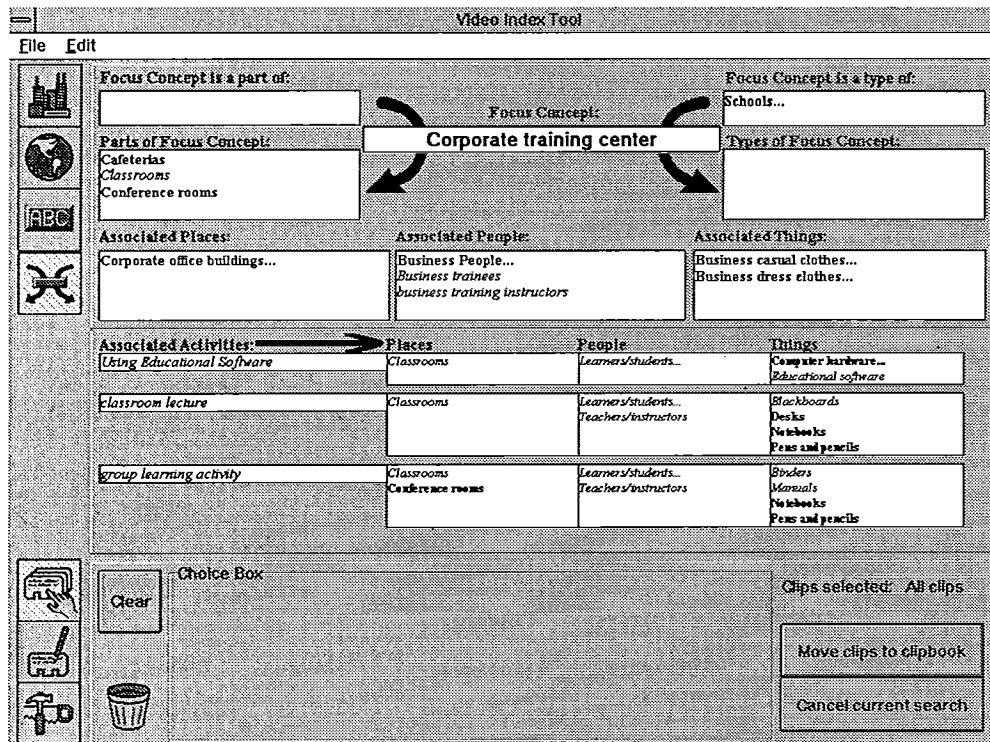 Video Index Tool
File Edit
Focus Concept is a part of:
Focus Concept is a type of:
Schools...
Focus Concept:
Corporate training center
Parts of Focus Concept:
Cafeterias
Classrooms
Conference rooms
Types of Focus Concept:
ABC
Associated Places:
Corporate office buildings...
Associated People:
Business People...
Business trainees
business training instructors
Associated Things:
Business casual clothes...
Business dress clothes...
Associated Activities: Places People Things
Using Educational Software
Classrooms
Learners/students...
Computer hardware...
Educational software
classroom lecture
Classrooms
Learners/students...
Teachers/instructors
Blackboards
Desks
Notebooks
Pens and pencils
group learning activity
Classrooms
Conference rooms
Learners/students...
Teachers/instructors
Binders
Manuals
Notebooks
Pens and pencils
Clear
Choice Box
Clips selected: All clips
Move clips to clipbook
Cancel current search